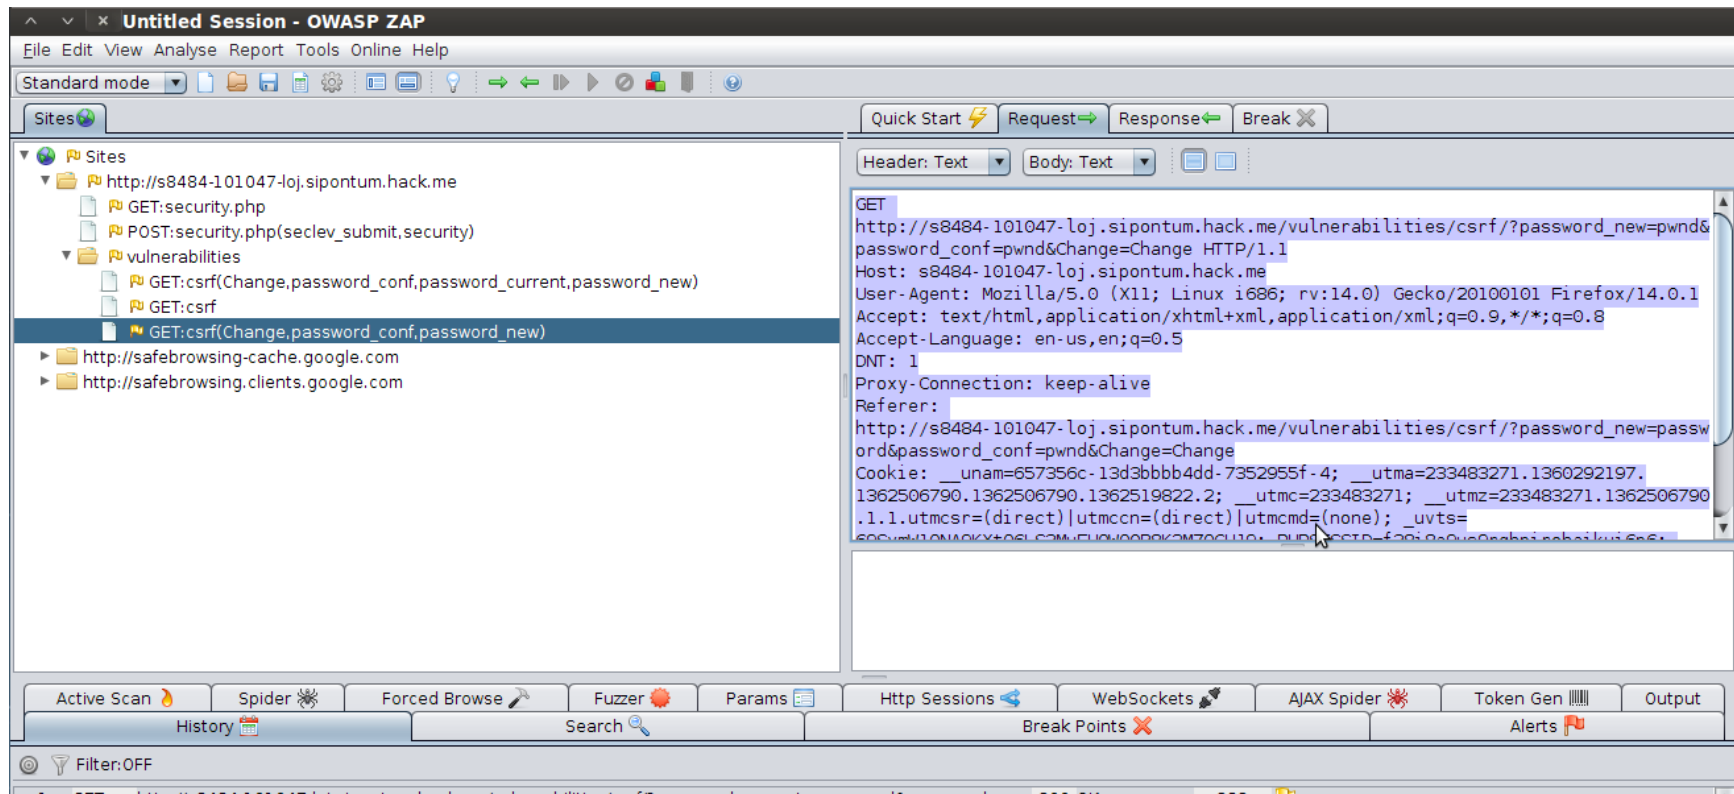 Untitled Session - OWASP ZAP
File Edit View Analyse Report Tools Online Help
Standard mode
Sites
Quick Start
Request
Response
Break
Sites
http://s8484-101047-loj.sipontum.hack.me
GET:security.php
POST:security.php(seclev_submit,security)
vulnerabilities
GET:csrf(Change,password_conf,password_current,password_new)
GET:csrf
GET:csrf(Change,password_conf,password_new)
http://safebrowsing-cache.google.com
http://safebrowsing.clients.google.com
Header: Text
Body: Text
GET
http://s8484-101047-loj.sipontum.hack.me/vulnerabilities/csrf/?password_new=pwnd&
password_conf=pwnd&Change=Change HTTP/1.1
Host: s8484-101047-loj.sipontum.hack.me
User-Agent: Mozilla/5.0 (X11; Linux i686; rv:14.0) Gecko/20100101 Firefox/14.0.1
Accept: text/html,application/xhtml+xml,application/xml;q=0.9,*/*;q=0.8
Accept-Language: en-us,en;q=0.5
DNT: 1
Proxy-Connection: keep-alive
Referer:
http://s8484-101047-loj.sipontum.hack.me/vulnerabilities/csrf/?password_new=passw
ord&password_conf=pwnd&Change=Change
Cookie: __unam=657356c-13d3bbbb4dd-7352955f-4; __utma=233483271.1360292197.
1362506790.1362506790.1362519822.2; __utmc=233483271; __utmz=233483271.1362506790
.1.1.utmcsr=(direct)|utmccn=(direct)|utmcmd=(none); _uvts=
Active Scan
Spider
Forced Browse
Fuzzer
Params
Http Sessions
WebSockets
AJAX Spider
Token Gen
Output
History
Search
Break Points
Alerts
Filter:OFF